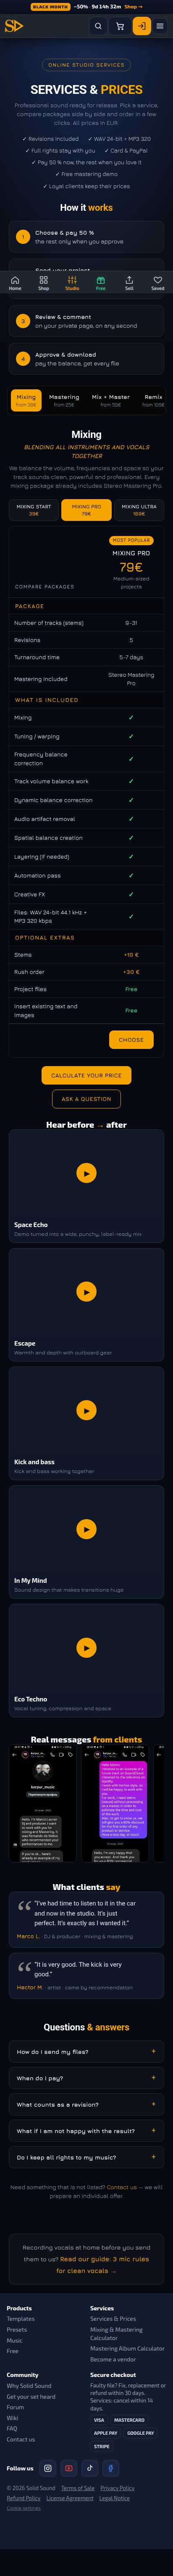 BLACK MONTH −50% 9d 14h 32m Shop →
ONLINE STUDIO SERVICES
SERVICES & PRICES
Professional sound ready for release. Pick a service,
compare packages side by side and order in a few
clicks. All prices in EUR.
✓ Revisions included ✓ WAV 24-bit + MP3 320
✓ Full rights stay with you ✓ Card & PayPal
✓ Pay 50 % now, the rest when you love it
✓ Free mastering demo
✓ Loyal clients keep their prices
How it works
1 Choose & pay 50 %
the rest only when you approve
Send your project
Home Shop Studio Free Sell Saved
3 Review & comment
on your private page, on any second
4 Approve & download
pay the balance, get every file
Mixing Mastering Mix + Master Remix
from 39€ from 25€ from 59€ from 109€
Mixing
BLENDING ALL INSTRUMENTS AND VOCALS
TOGETHER
We balance the volume, frequencies and space so your
music sounds clear, powerful and emotional. Every
mixing package already includes Stereo Mastering Pro.
MIXING START MIXING PRO MIXING ULTRA
39€ 79€ 169€
MOST POPULAR
MIXING PRO
79€
Medium-sized
projects
COMPARE PACKAGES
PACKAGE
Number of tracks (stems) 9-31
Revisions 5
Turnaround time 5-7 days
Mastering included Stereo Mastering
Pro
WHAT IS INCLUDED
Mixing ✓
Tuning / warping ✓
Frequency balance
correction ✓
Track volume balance work ✓
Dynamic balance correction ✓
Audio artifact removal ✓
Spatial balance creation ✓
Layering (if needed) ✓
Automation pass ✓
Creative FX ✓
Files: WAV 24-bit 44.1 kHz +
MP3 320 kbps ✓
OPTIONAL EXTRAS
Stems +10 €
Rush order +30 €
Project files Free
Insert existing text and
images Free
CHOOSE
CALCULATE YOUR PRICE
ASK A QUESTION
Hear before → after
Space Echo
Demo turned into a wide, punchy, label-ready mix
Escape
Warmth and depth with outboard gear
Kick and bass
Kick and bass working together
In My Mind
Sound design that makes transitions huge
Eco Techno
Vocal tuning, compression and space
Real messages from clients
What clients say
“I've had time to listen to it in the car
and now in the studio. It's just
perfect. It's exactly as I wanted it.”
Marco L. DJ & producer · mixing & mastering
“It is very good. The kick is very
good.”
Hector M. artist · came by recommendation
Questions & answers
How do I send my files? +
When do I pay? +
What counts as a revision? +
What if I am not happy with the result? +
Do I keep all rights to my music? +
Need something that is not listed? Contact us — we will
prepare an individual offer.
Recording vocals at home before you send
them to us? Read our guide: 3 mic rules
for clean vocals →
Products
Templates
Presets
Music
Free
Services
Services & Prices
Mixing & Mastering
Calculator
Mastering Album Calculator
Become a vendor
Community
Why Solid Sound
Get your set heard
Forum
Wiki
FAQ
Contact us
Secure checkout
Faulty file? Fix, replacement or
refund within 30 days.
Services: cancel within 14
days.
VISA MASTERCARD
APPLE PAY GOOGLE PAY
STRIPE
Follow us
© 2026 Solid Sound Terms of Sale Privacy Policy
Refund Policy License Agreement Legal Notice
Cookie settings